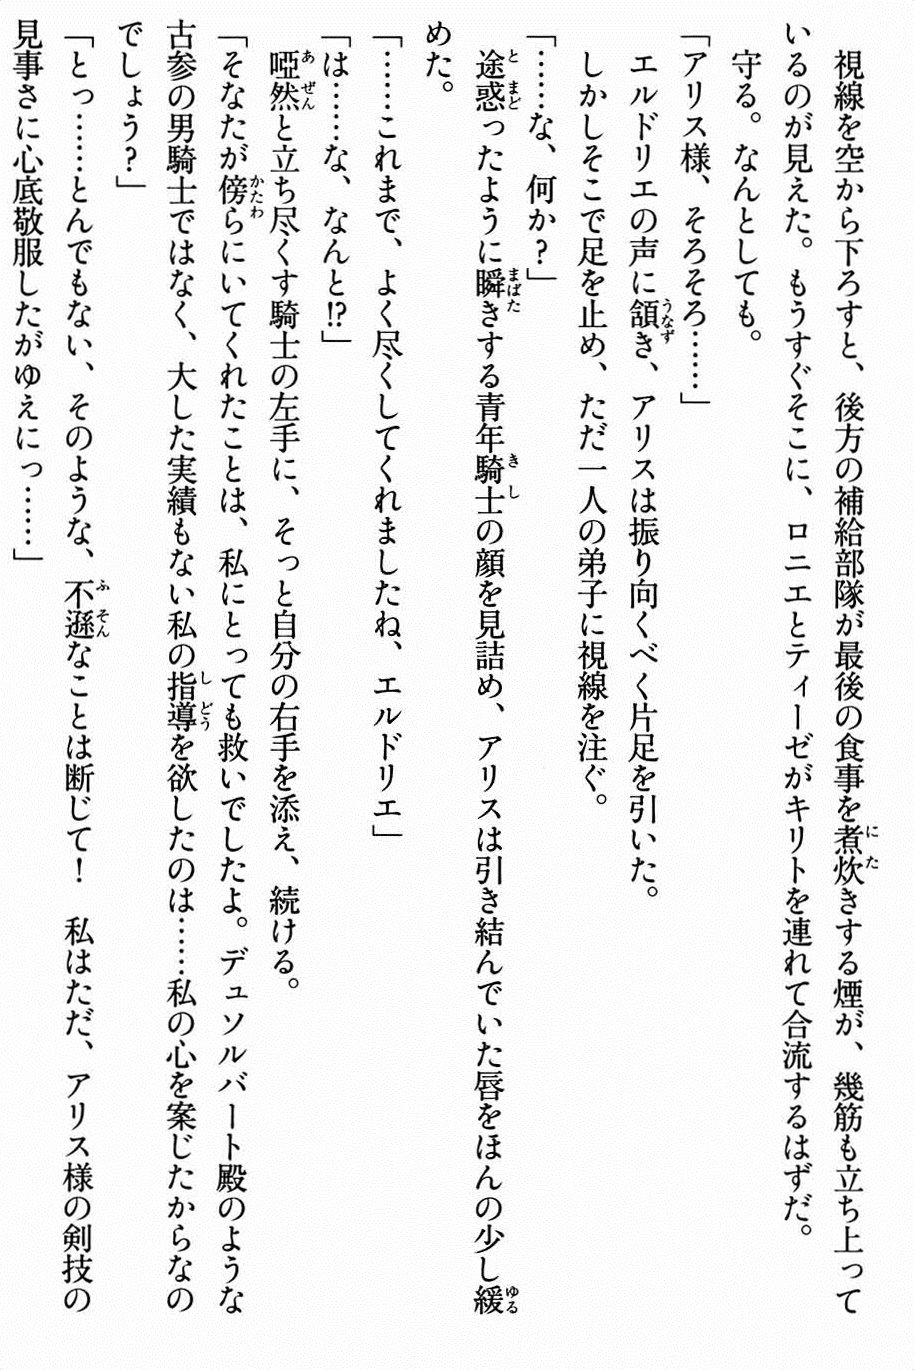 視線を空から下ろすと、後方の補給部隊が最後の食事を煮炊きする煙が、幾筋も立ち上って
いるのが見えた。もうすぐそこに、ロニエとティーゼがキリトを連れて合流するはずだ。
守る。なんとしても。
「アリス様、そろそろ……」
エルドリエの声に頷き、アリスは振り向くべく片足を引いた。
しかしそこで足を止め、ただ一人の弟子に視線を注ぐ。
「……な、何か？」
途惑ったように瞬きする青年騎士の顔を見詰め、アリスは引き結んでいた唇をほんの少し緩
めた。
「……これまで、よく尽くしてくれましたね、エルドリエ」
「は……な、なんと!?」
啞然と立ち尽くす騎士の左手に、そっと自分の右手を添え、続ける。
「そなたが傍らにいてくれたことは、私にとっても救いでしたよ。デュソルバート殿のような
古参の男騎士ではなく、大した実績もない私の指導を欲したのは……私の心を案じたからなの
でしょう？」
「とっ……とんでもない、そのような、不遜なことは断じて！　私はただ、アリス様の剣技の
見事さに心底敬服したがゆえにっ……」